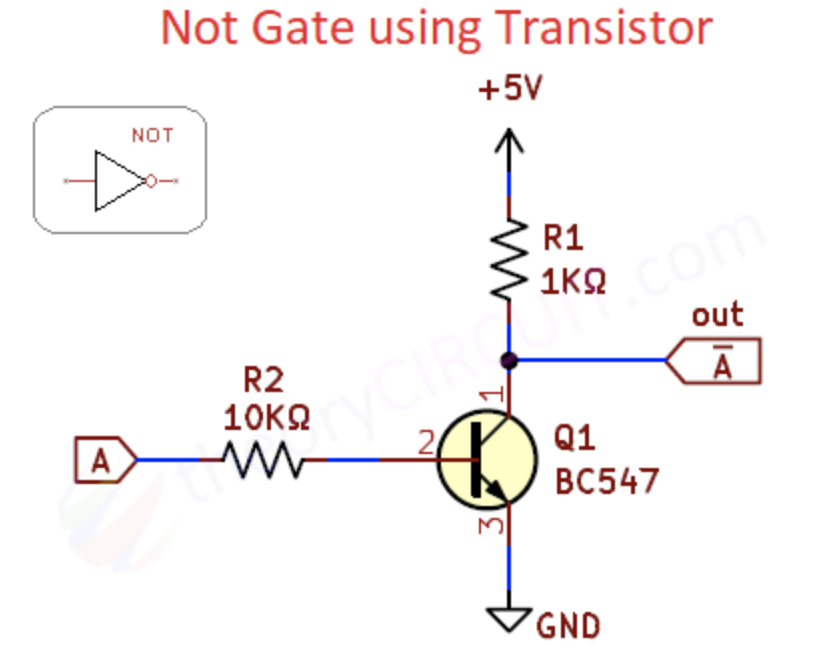 Not Gate using Transistor
+5V
NOT
R1
1KΩ
out
A̅
R2
10KΩ
1
2
A
Q1
BC547
3
GND
theoryCIRCUIT.com